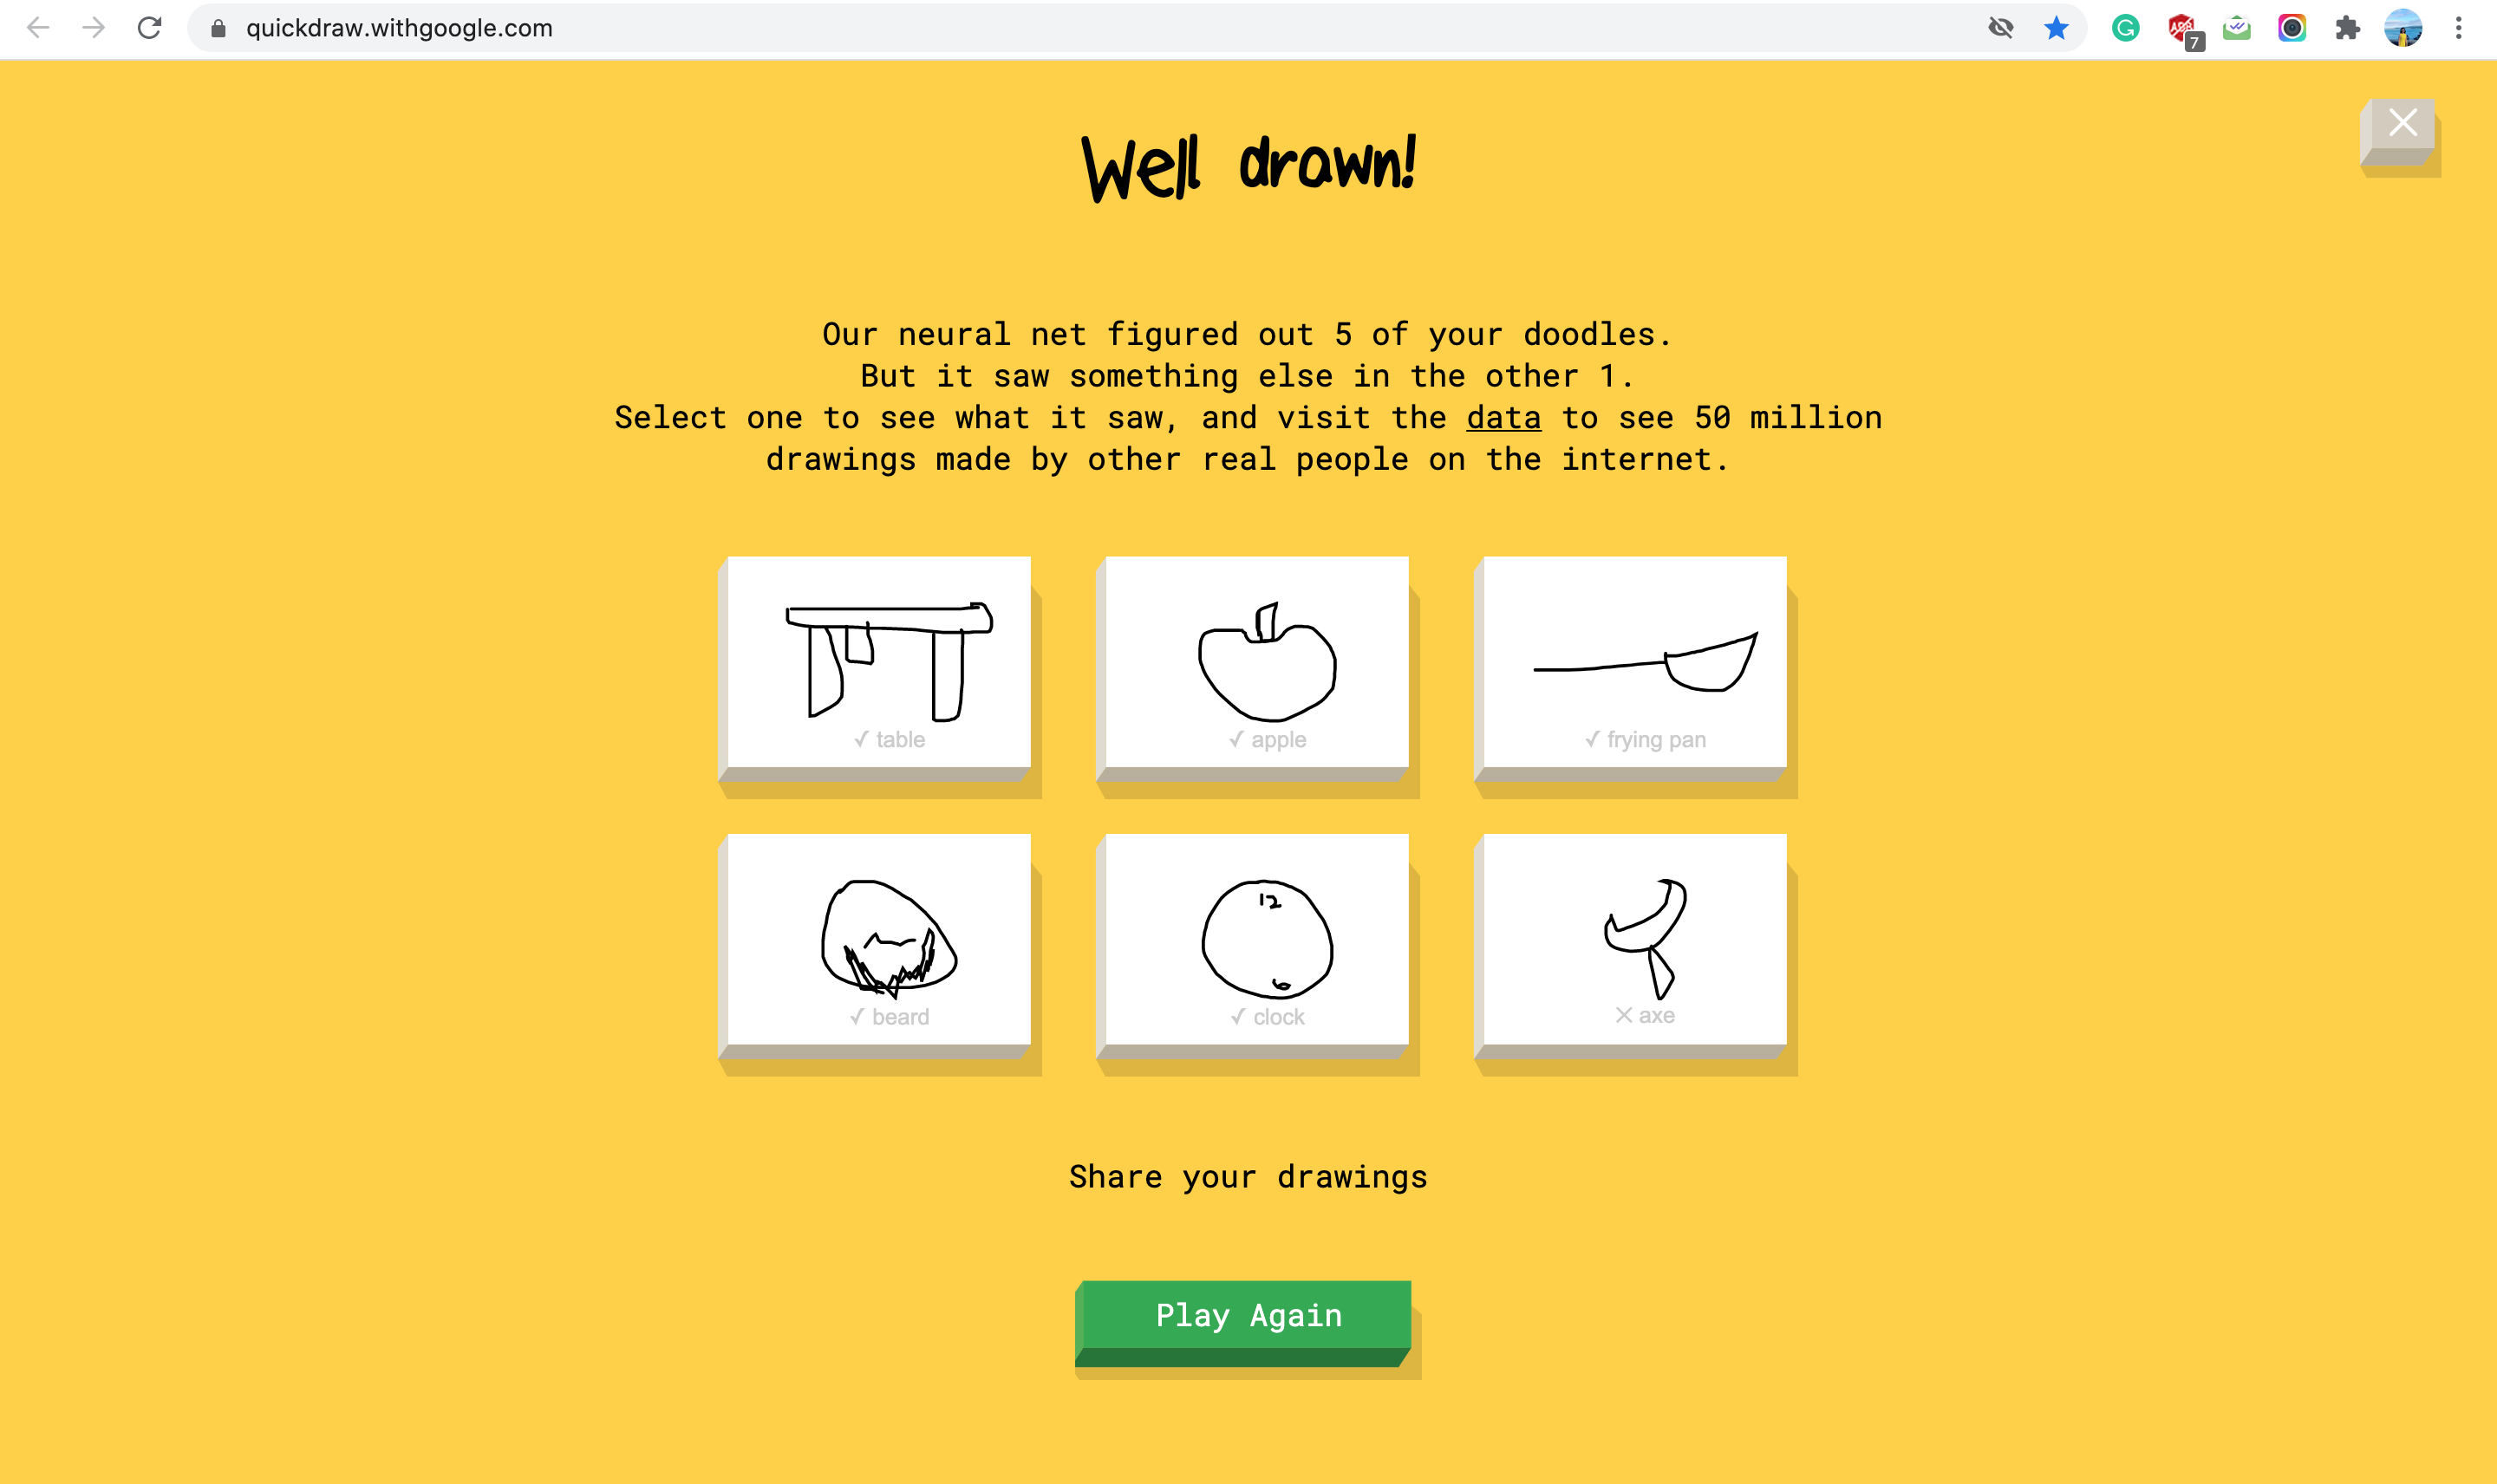 quickdraw.withgoogle.com
7
Well drawn!
Our neural net figured out 5 of your doodles.
But it saw something else in the other 1.
Select one to see what it saw, and visit the data to see 50 million
drawings made by other real people on the internet.
✓ table
✓ apple
✓ frying pan
12
6
✓ beard
✓ clock
✕ axe
Share your drawings
Play Again